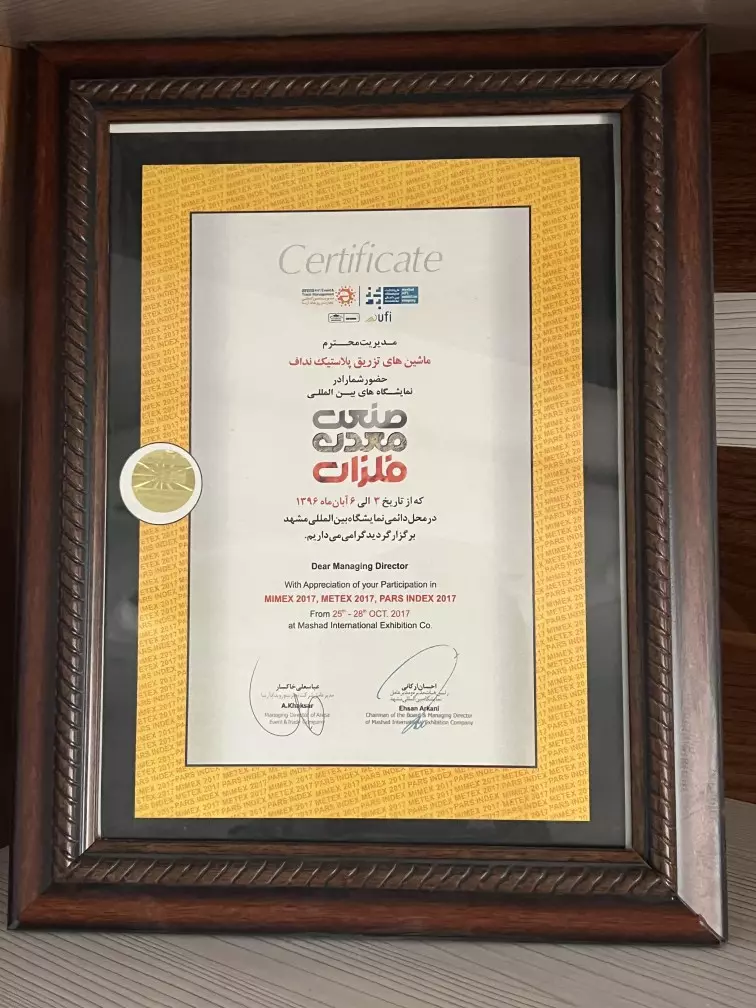 Certificate
ufi
مدیریت محترم
ماشین های تزریق پلاستیک نداف
حضور شما را در
نمایشگاه های بین المللی
صنعت
معدن
فلزات
که از تاریخ ۳ الی ۶ آبان ماه ۱۳۹۶
در محل دائمی نمایشگاه بین المللی مشهد
برگزار گردید گرامی می داریم.
Dear Managing Director
With Appreciation of your Participation in
MIMEX 2017, METEX 2017, PARS INDEX 2017
From 25th - 28th OCT. 2017
at Mashad International Exhibition Co.
عباسعلی خاکسار
A.Khaksar
Managing Director of
Event & Trade Company
احسان ارکانی
Ehsan Arkani
Chairman of the Board & Managing Director
of Mashad International Exhibition Company